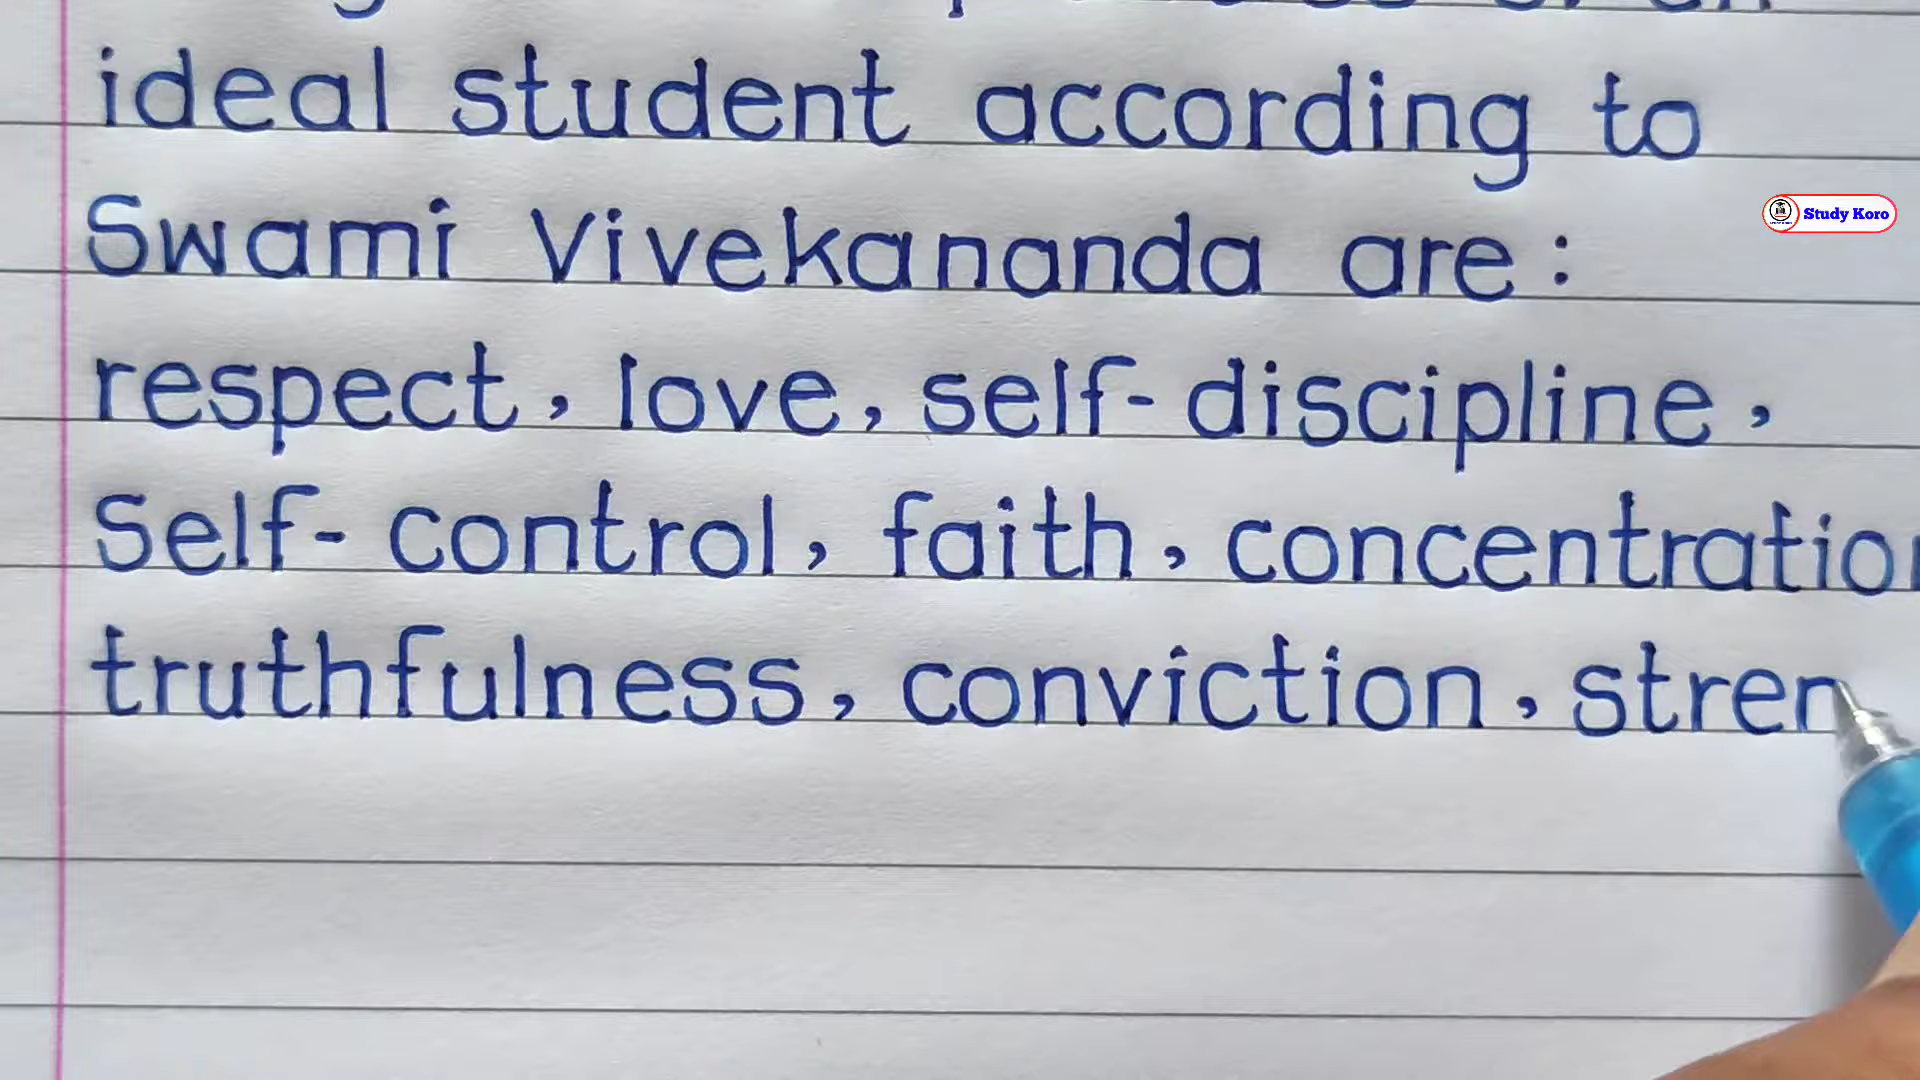 ideal student according to
Swami Vivekananda are:
Study Koro
respect, love, self-discipline,
Self-control, faith, concentration
truthfulness, conviction, stren